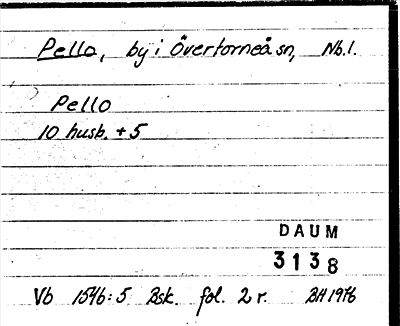 Pello, by i Övertorneå sn, Nb.l.
Pello
10 husb. + 5
DAUM
3138
Vb 1546:5 Bsk. fol. 2 r. BH 1976